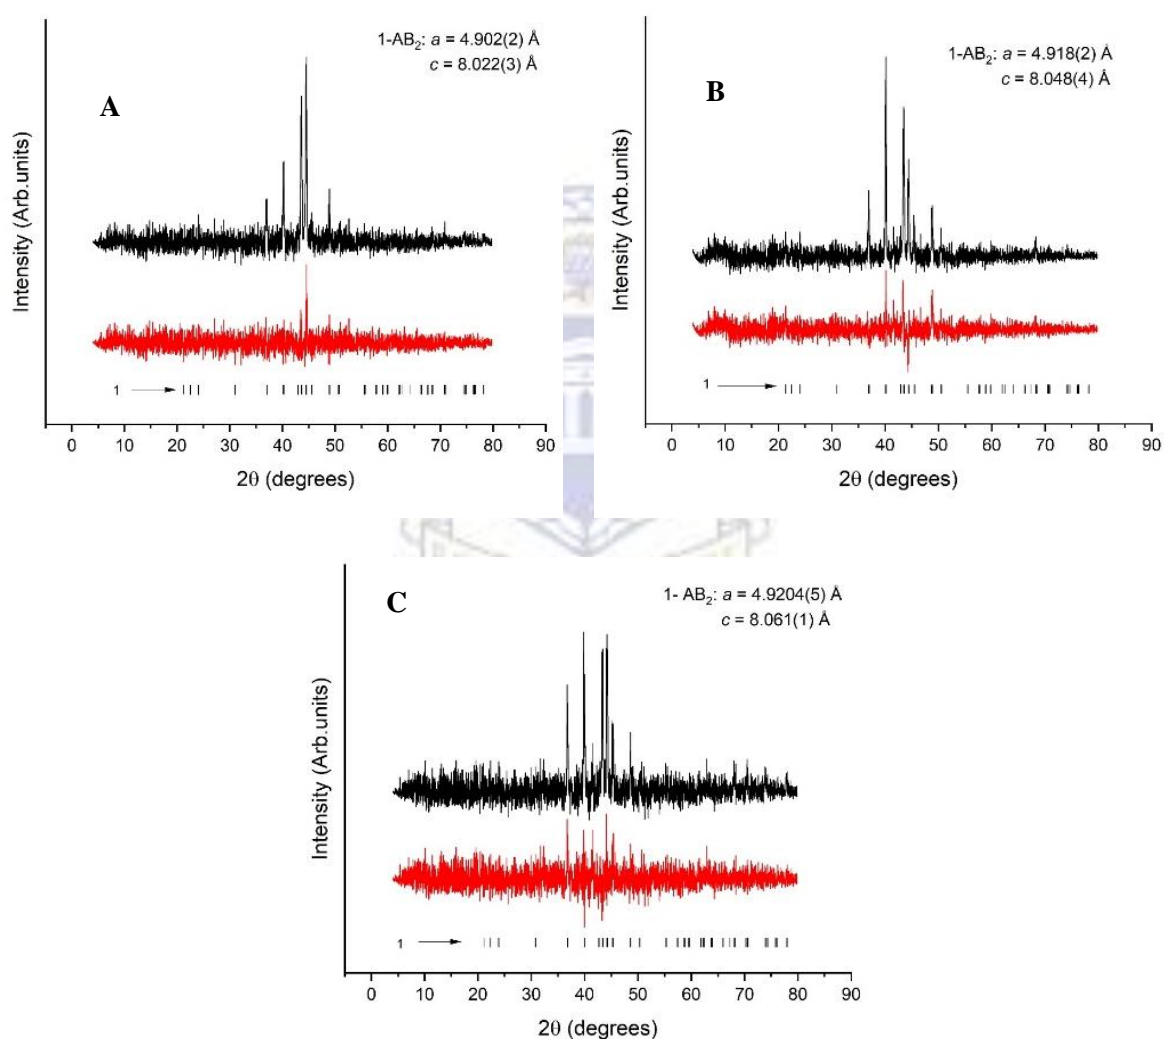 A
1-AB₂: a = 4.902(2) Å
c = 8.022(3) Å
Intensity (Arb.units)
1
0 10 20 30 40 50 60 70 80 90
2θ (degrees)
B
1-AB₂: a = 4.918(2) Å
c = 8.048(4) Å
Intensity (Arb.units)
1
0 10 20 30 40 50 60 70 80 90
2θ (degrees)
C
1- AB₂: a = 4.9204(5) Å
c = 8.061(1) Å
Intensity (Arb.units)
1
0 10 20 30 40 50 60 70 80 90
2θ (degrees)